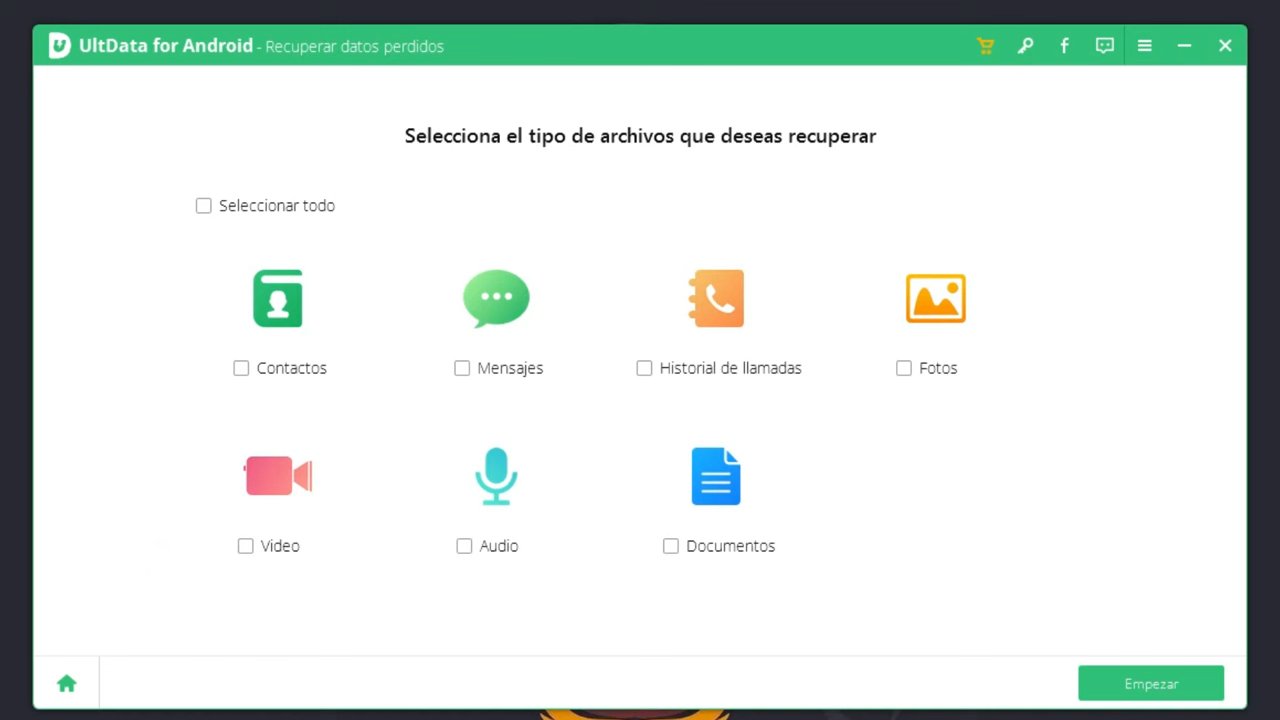 UltData for Android - Recuperar datos perdidos
Selecciona el tipo de archivos que deseas recuperar
Seleccionar todo
Contactos
Mensajes
Historial de llamadas
Fotos
Video
Audio
Documentos
Empezar